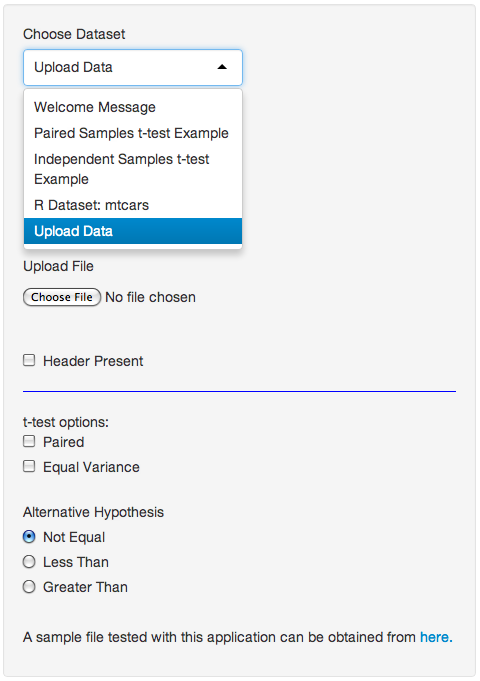 Choose Dataset
Upload Data
Welcome Message
Paired Samples t-test Example
Independent Samples t-test
Example
R Dataset: mtcars
Upload Data
Upload File
Choose File No file chosen
Header Present
t-test options:
Paired
Equal Variance
Alternative Hypothesis
Not Equal
Less Than
Greater Than
A sample file tested with this application can be obtained from here.